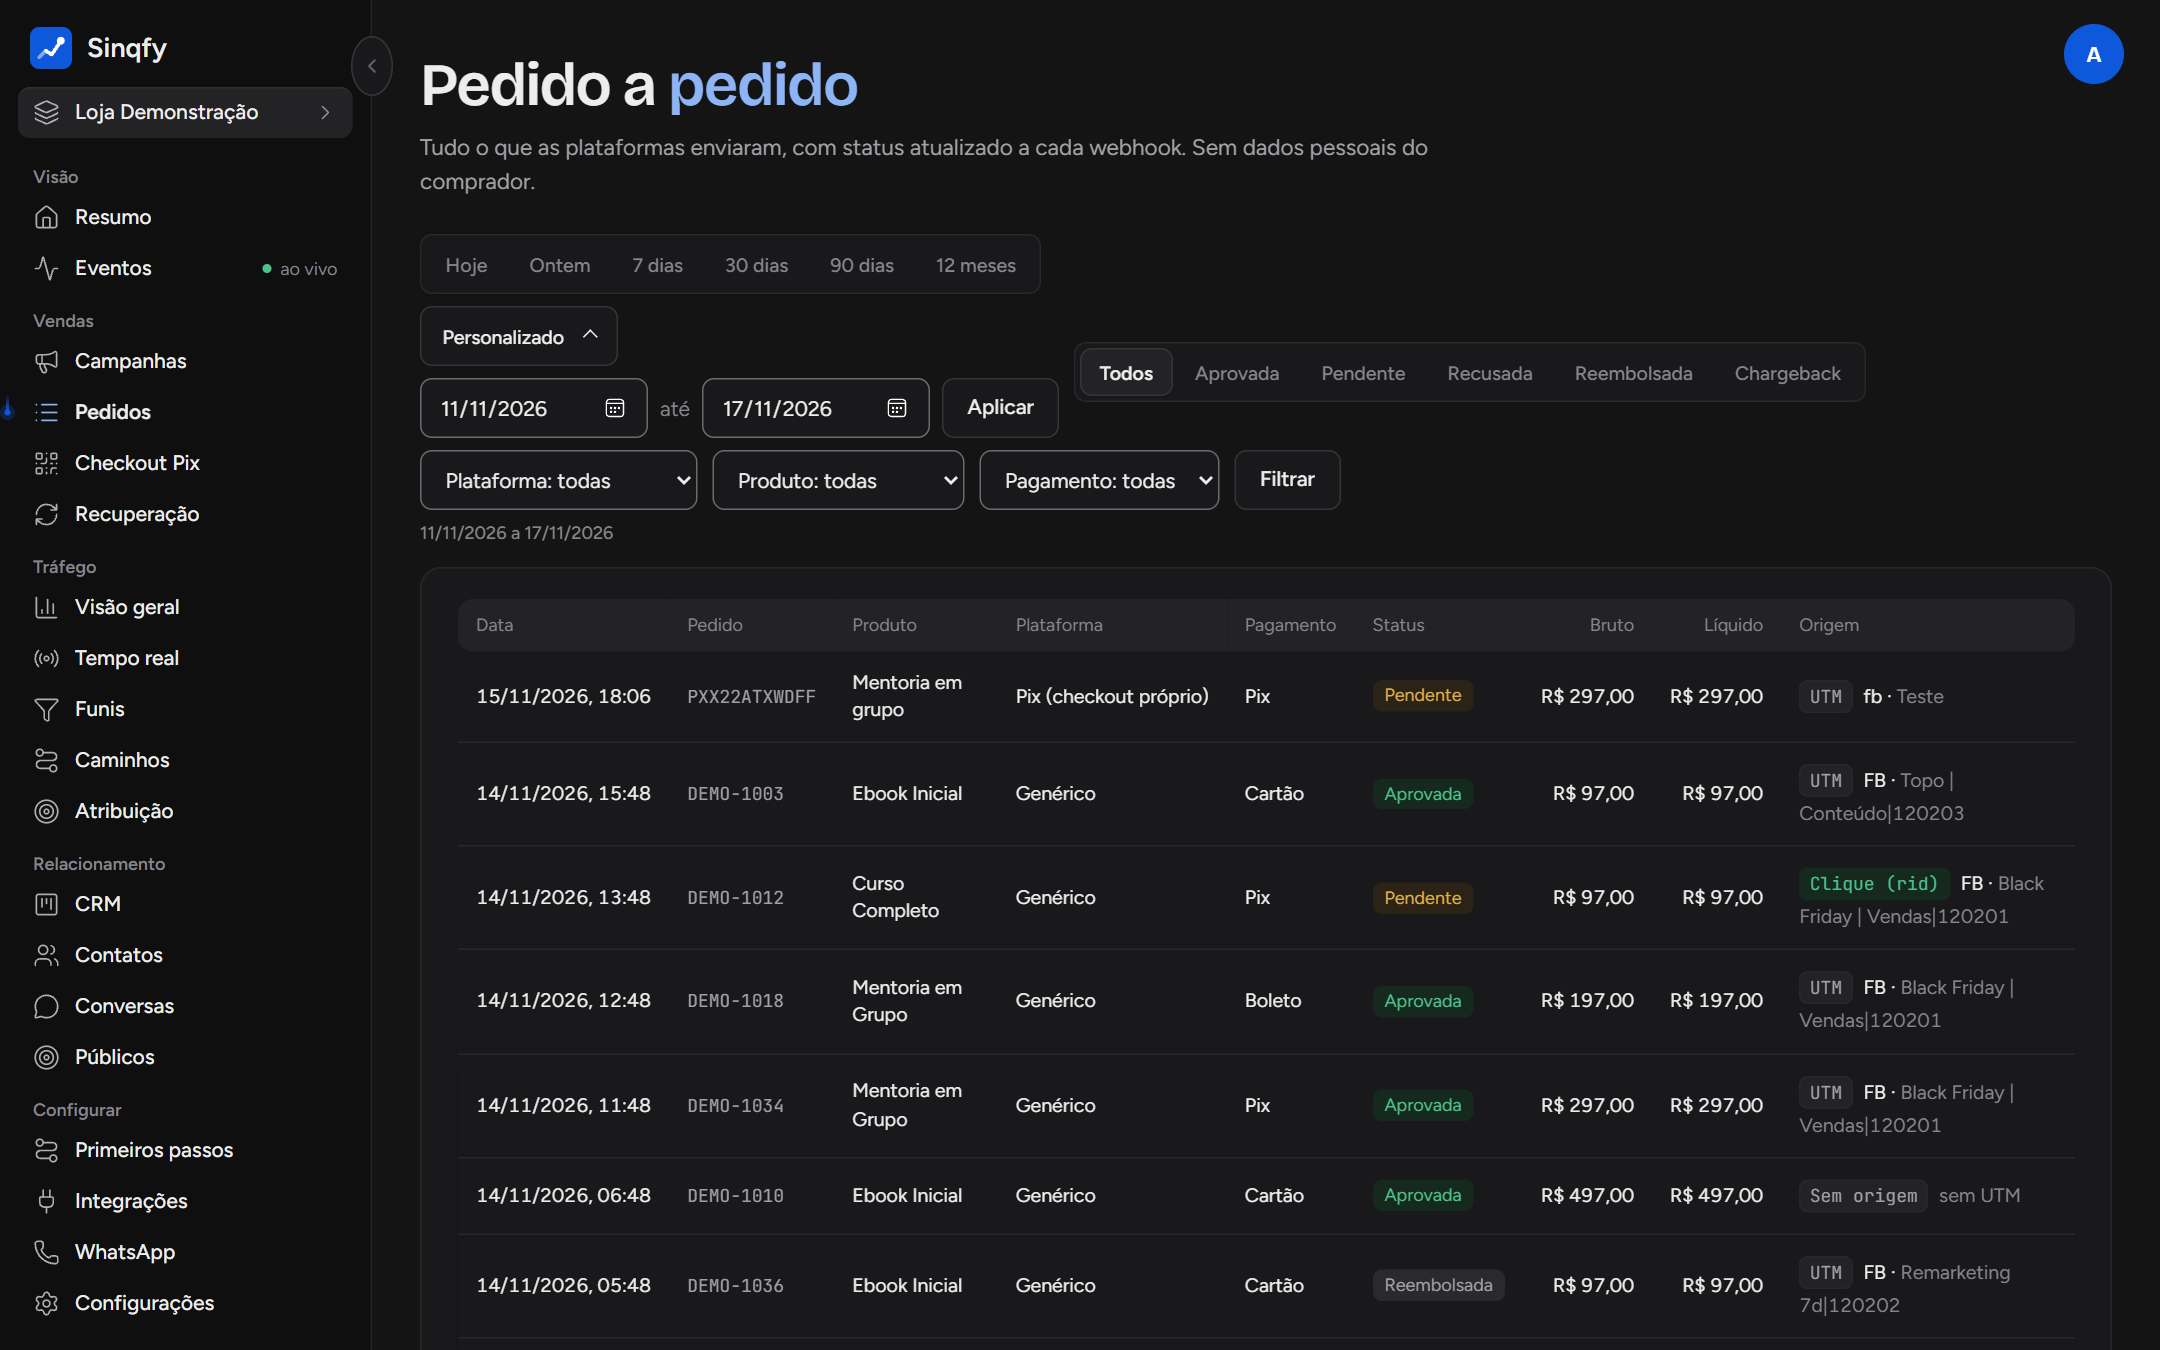 Sinqfy
Loja Demonstração
Visão
Resumo
Eventos
ao vivo
Vendas
Campanhas
Pedidos
Checkout Pix
Recuperação
Tráfego
Visão geral
Tempo real
Funis
Caminhos
Atribuição
Relacionamento
CRM
Contatos
Conversas
Públicos
Configurar
Primeiros passos
Integrações
WhatsApp
Configurações
A
Pedido a pedido
Tudo o que as plataformas enviaram, com status atualizado a cada webhook. Sem dados pessoais do
comprador.
Hoje Ontem 7 dias 30 dias 90 dias 12 meses
Personalizado
11/11/2026 até 17/11/2026 Aplicar
Todos Aprovada Pendente Recusada Reembolsada Chargeback
Plataforma: todas Produto: todas Pagamento: todas Filtrar
11/11/2026 a 17/11/2026
Data Pedido Produto Plataforma Pagamento Status Bruto Líquido Origem
15/11/2026, 18:06 PXX22ATXWDFF Mentoria em grupo Pix (checkout próprio) Pix Pendente R$ 297,00 R$ 297,00 UTM fb · Teste
14/11/2026, 15:48 DEMO-1003 Ebook Inicial Genérico Cartão Aprovada R$ 97,00 R$ 97,00 UTM FB · Topo | Conteúdo|120203
14/11/2026, 13:48 DEMO-1012 Curso Completo Genérico Pix Pendente R$ 97,00 R$ 97,00 Clique (rid) FB · Black Friday | Vendas|120201
14/11/2026, 12:48 DEMO-1018 Mentoria em Grupo Genérico Boleto Aprovada R$ 197,00 R$ 197,00 UTM FB · Black Friday | Vendas|120201
14/11/2026, 11:48 DEMO-1034 Mentoria em Grupo Genérico Pix Aprovada R$ 297,00 R$ 297,00 UTM FB · Black Friday | Vendas|120201
14/11/2026, 06:48 DEMO-1010 Ebook Inicial Genérico Cartão Aprovada R$ 497,00 R$ 497,00 Sem origem sem UTM
14/11/2026, 05:48 DEMO-1036 Ebook Inicial Genérico Cartão Reembolsada R$ 97,00 R$ 97,00 UTM FB · Remarketing 7d|120202